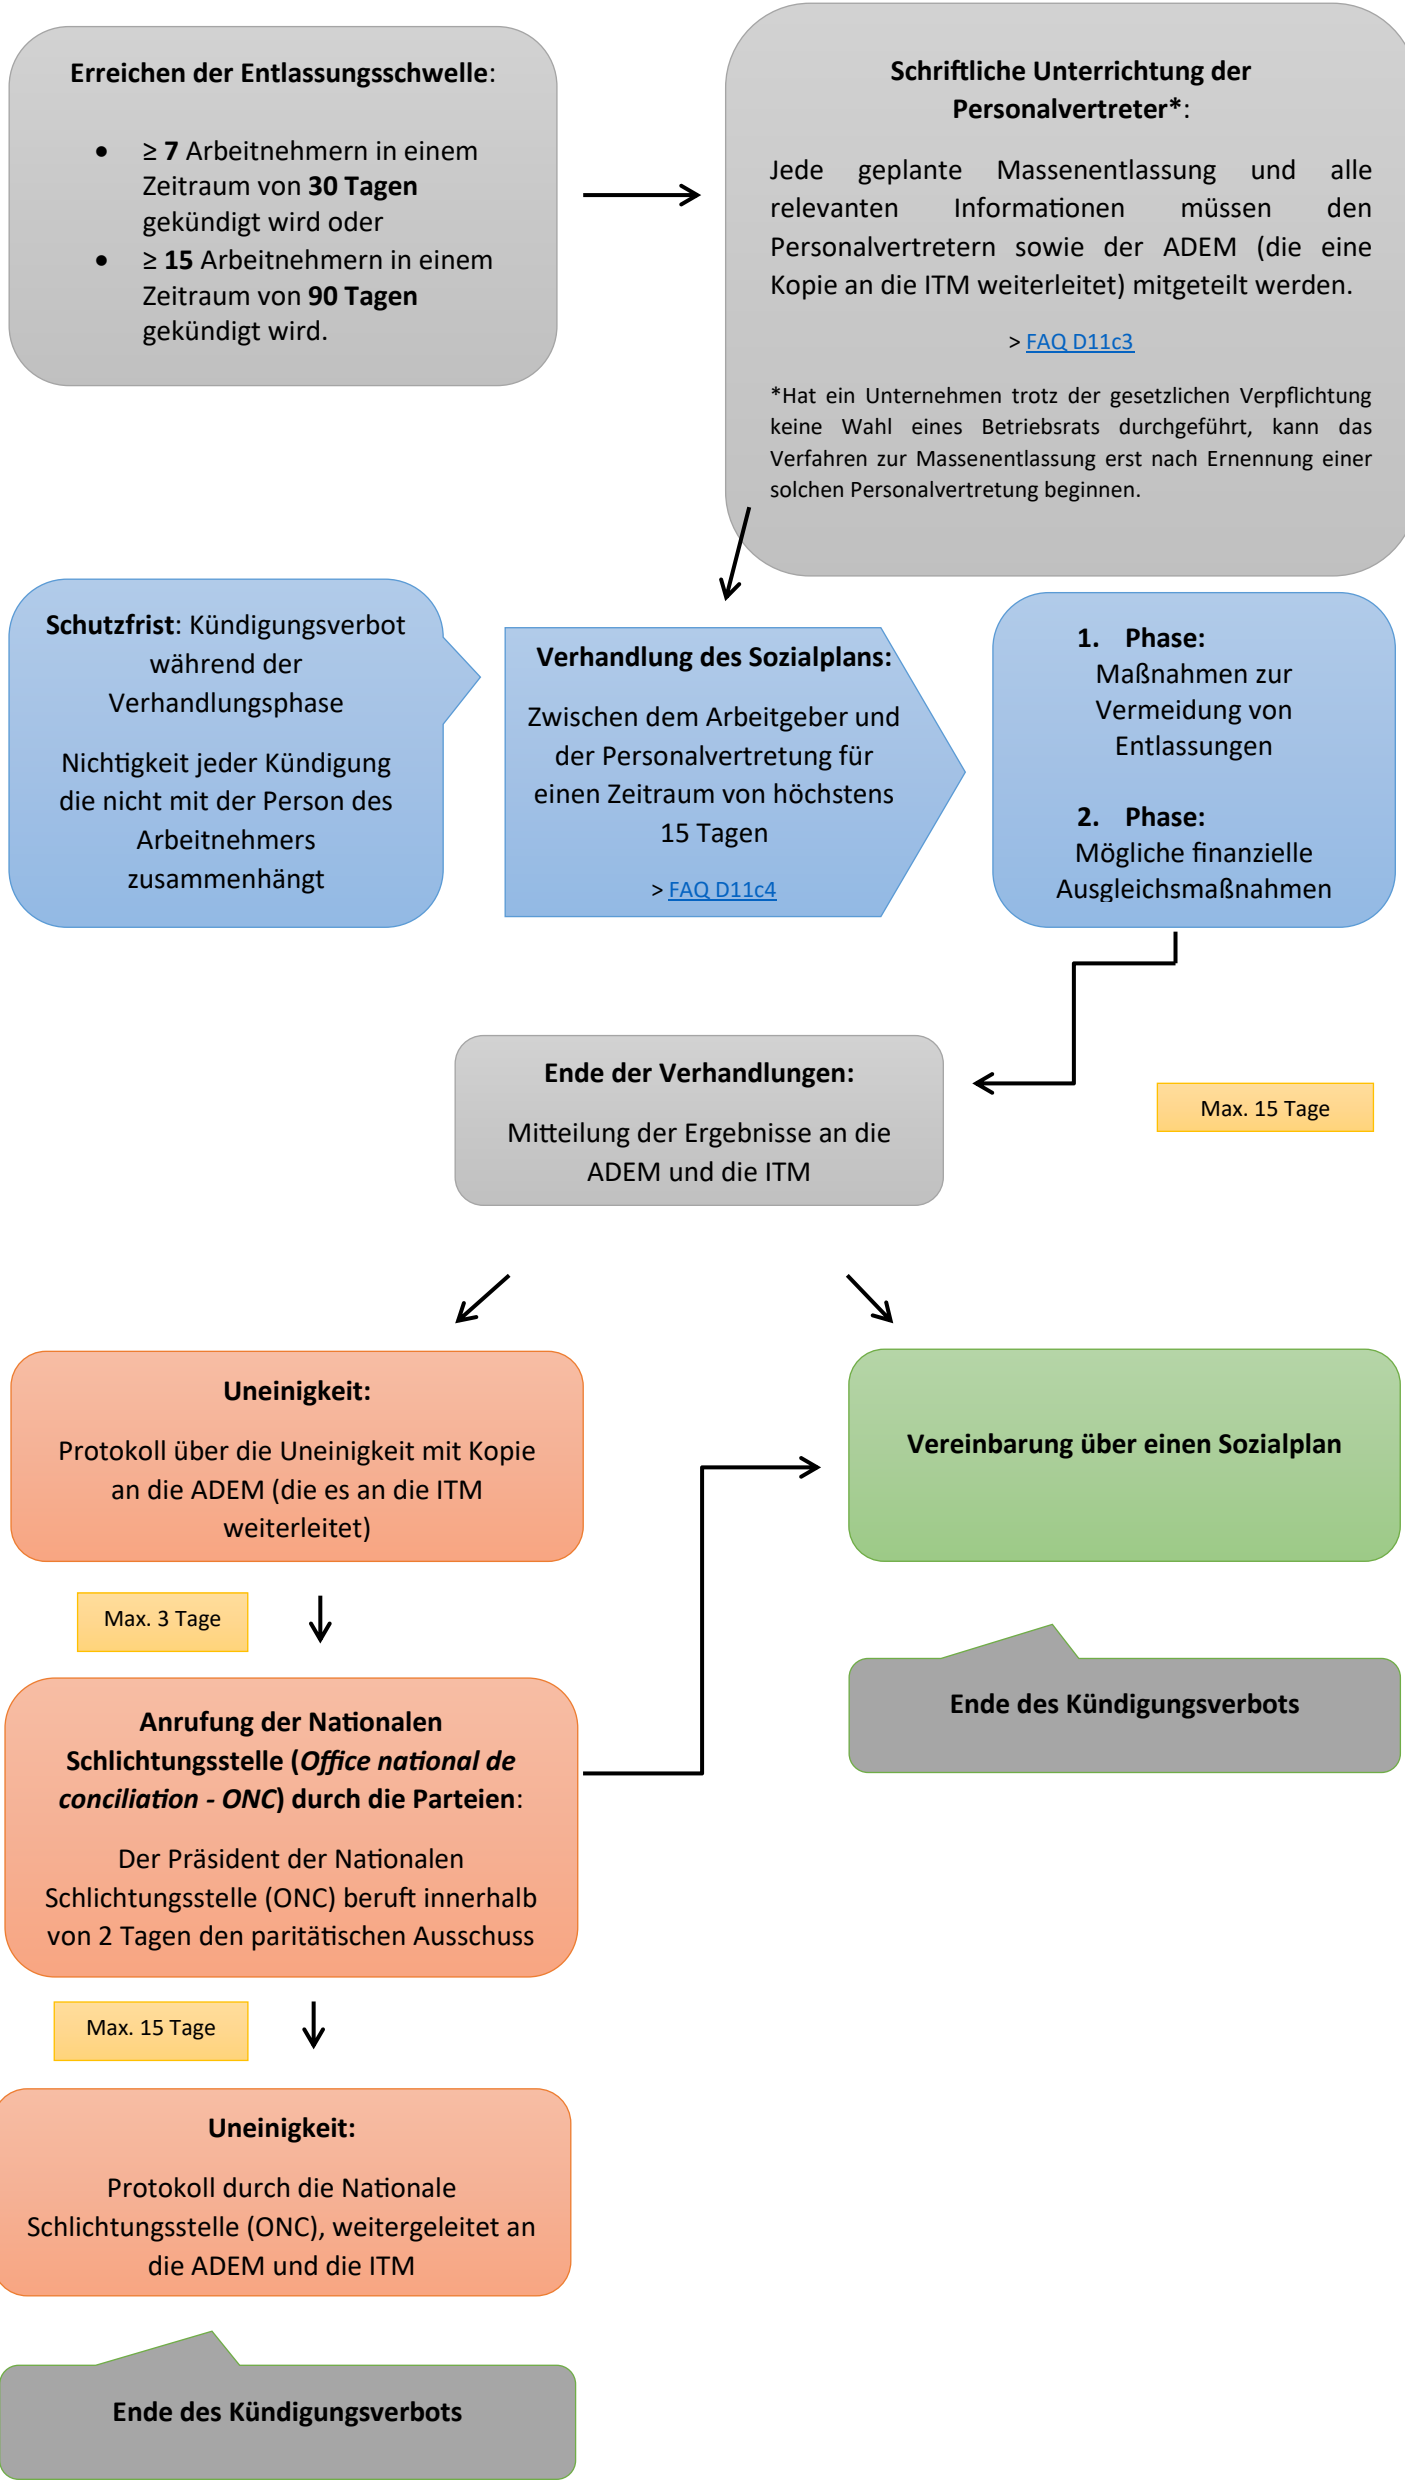 Erreichen der Entlassungsschwelle:
• ≥ 7 Arbeitnehmern in einem
Zeitraum von 30 Tagen
gekündigt wird oder
• ≥ 15 Arbeitnehmern in einem
Zeitraum von 90 Tagen
gekündigt wird.
Schriftliche Unterrichtung der
Personalvertreter*:
Jede geplante Massenentlassung und alle
relevanten Informationen müssen den
Personalvertretern sowie der ADEM (die eine
Kopie an die ITM weiterleitet) mitgeteilt werden.
> FAQ D11c3
*Hat ein Unternehmen trotz der gesetzlichen Verpflichtung
keine Wahl eines Betriebsrats durchgeführt, kann das
Verfahren zur Massenentlassung erst nach Ernennung einer
solchen Personalvertretung beginnen.
Schutzfrist: Kündigungsverbot
während der
Verhandlungsphase
Nichtigkeit jeder Kündigung
die nicht mit der Person des
Arbeitnehmers
zusammenhängt
Verhandlung des Sozialplans:
Zwischen dem Arbeitgeber und
der Personalvertretung für
einen Zeitraum von höchstens
15 Tagen
> FAQ D11c4
1. Phase:
Maßnahmen zur
Vermeidung von
Entlassungen
2. Phase:
Mögliche finanzielle
Ausgleichsmaßnahmen
Ende der Verhandlungen:
Mitteilung der Ergebnisse an die
ADEM und die ITM
Max. 15 Tage
Uneinigkeit:
Protokoll über die Uneinigkeit mit Kopie
an die ADEM (die es an die ITM
weiterleitet)
Vereinbarung über einen Sozialplan
Max. 3 Tage
Ende des Kündigungsverbots
Anrufung der Nationalen
Schlichtungsstelle (Office national de
conciliation - ONC) durch die Parteien:
Der Präsident der Nationalen
Schlichtungsstelle (ONC) beruft innerhalb
von 2 Tagen den paritätischen Ausschuss
Max. 15 Tage
Uneinigkeit:
Protokoll durch die Nationale
Schlichtungsstelle (ONC), weitergeleitet an
die ADEM und die ITM
Ende des Kündigungsverbots